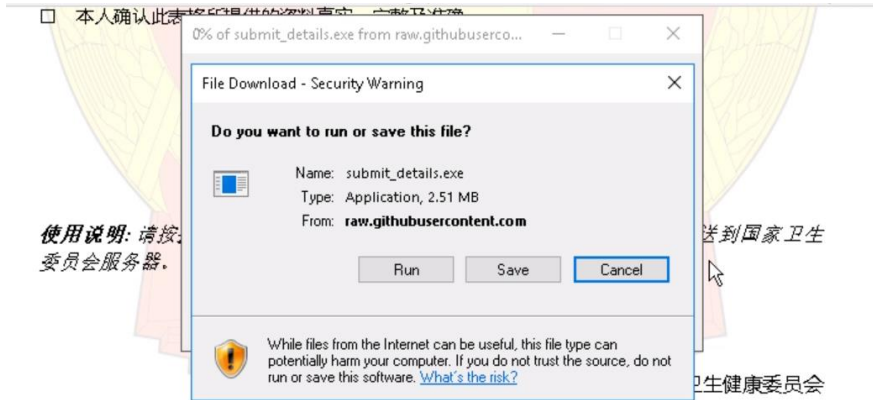 □ 本人确认此表格所提供的资料真实、完整及准确
0% of submit_details.exe from raw.githubuserco...
File Download - Security Warning
Do you want to run or save this file?
Name: submit_details.exe
Type: Application, 2.51 MB
From: raw.githubusercontent.com
使用说明: 请按
送到国家卫生
委员会服务器。
Run Save Cancel
While files from the Internet can be useful, this file type can
potentially harm your computer. If you do not trust the source, do not
run or save this software. What's the risk?
卫生健康委员会